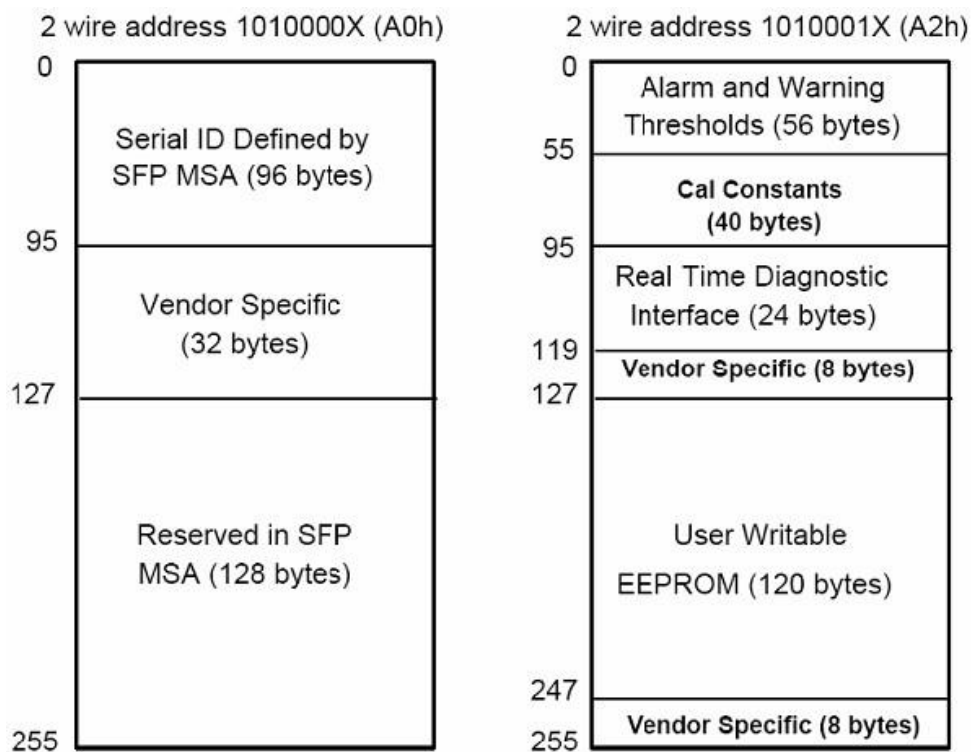 2 wire address 1010000X (A0h)
0
Serial ID Defined by
SFP MSA (96 bytes)
95
Vendor Specific
(32 bytes)
127
Reserved in SFP
MSA (128 bytes)
255
2 wire address 1010001X (A2h)
0
Alarm and Warning
Thresholds (56 bytes)
55
Cal Constants
(40 bytes)
95
Real Time Diagnostic
Interface (24 bytes)
119
Vendor Specific (8 bytes)
127
User Writable
EEPROM (120 bytes)
247
Vendor Specific (8 bytes)
255